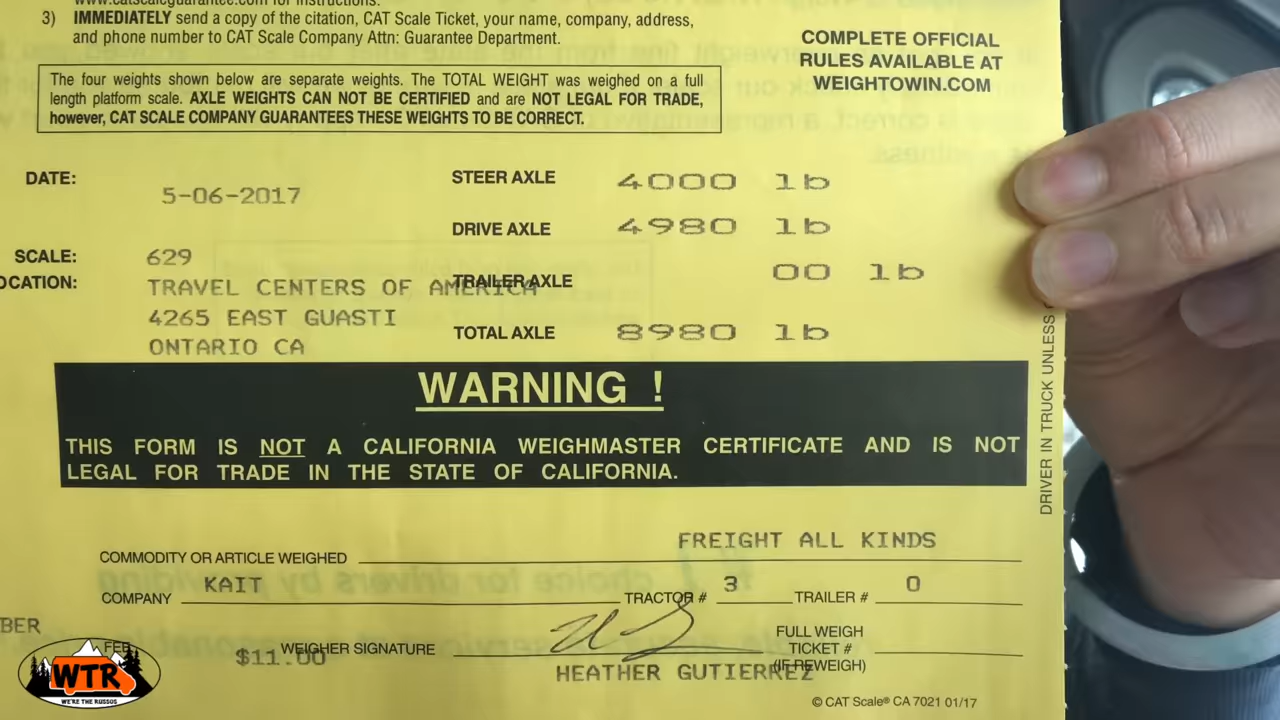 www.catscaleguarantee.com for instructions.
3) IMMEDIATELY send a copy of the citation, CAT Scale Ticket, your name, company, address,
and phone number to CAT Scale Company Attn: Guarantee Department.
COMPLETE OFFICIAL
RULES AVAILABLE AT
WEIGHTOWIN.COM
The four weights shown below are separate weights. The TOTAL WEIGHT was weighed on a full
length platform scale. AXLE WEIGHTS CAN NOT BE CERTIFIED and are NOT LEGAL FOR TRADE,
however, CAT SCALE COMPANY GUARANTEES THESE WEIGHTS TO BE CORRECT.
DATE: 5-06-2017
STEER AXLE 4000 lb
DRIVE AXLE 4980 lb
SCALE: 629
TRAILER AXLE 00 lb
OCATION: TRAVEL CENTERS OF AMERICA
4265 EAST GUASTI
TOTAL AXLE 8980 lb
ONTARIO CA
DRIVER IN TRUCK UNLESS
WARNING !
THIS FORM IS NOT A CALIFORNIA WEIGHMASTER CERTIFICATE AND IS NOT
LEGAL FOR TRADE IN THE STATE OF CALIFORNIA.
COMMODITY OR ARTICLE WEIGHED FREIGHT ALL KINDS
COMPANY KAIT TRACTOR # 3 TRAILER # 0
BER
FEE $11.00 WEIGHER SIGNATURE
HEATHER GUTIERREZ
FULL WEIGH
TICKET #
(IF REWEIGH)
© CAT Scale® CA 7021 01/17
WTR
WE'RE THE RUSSOS